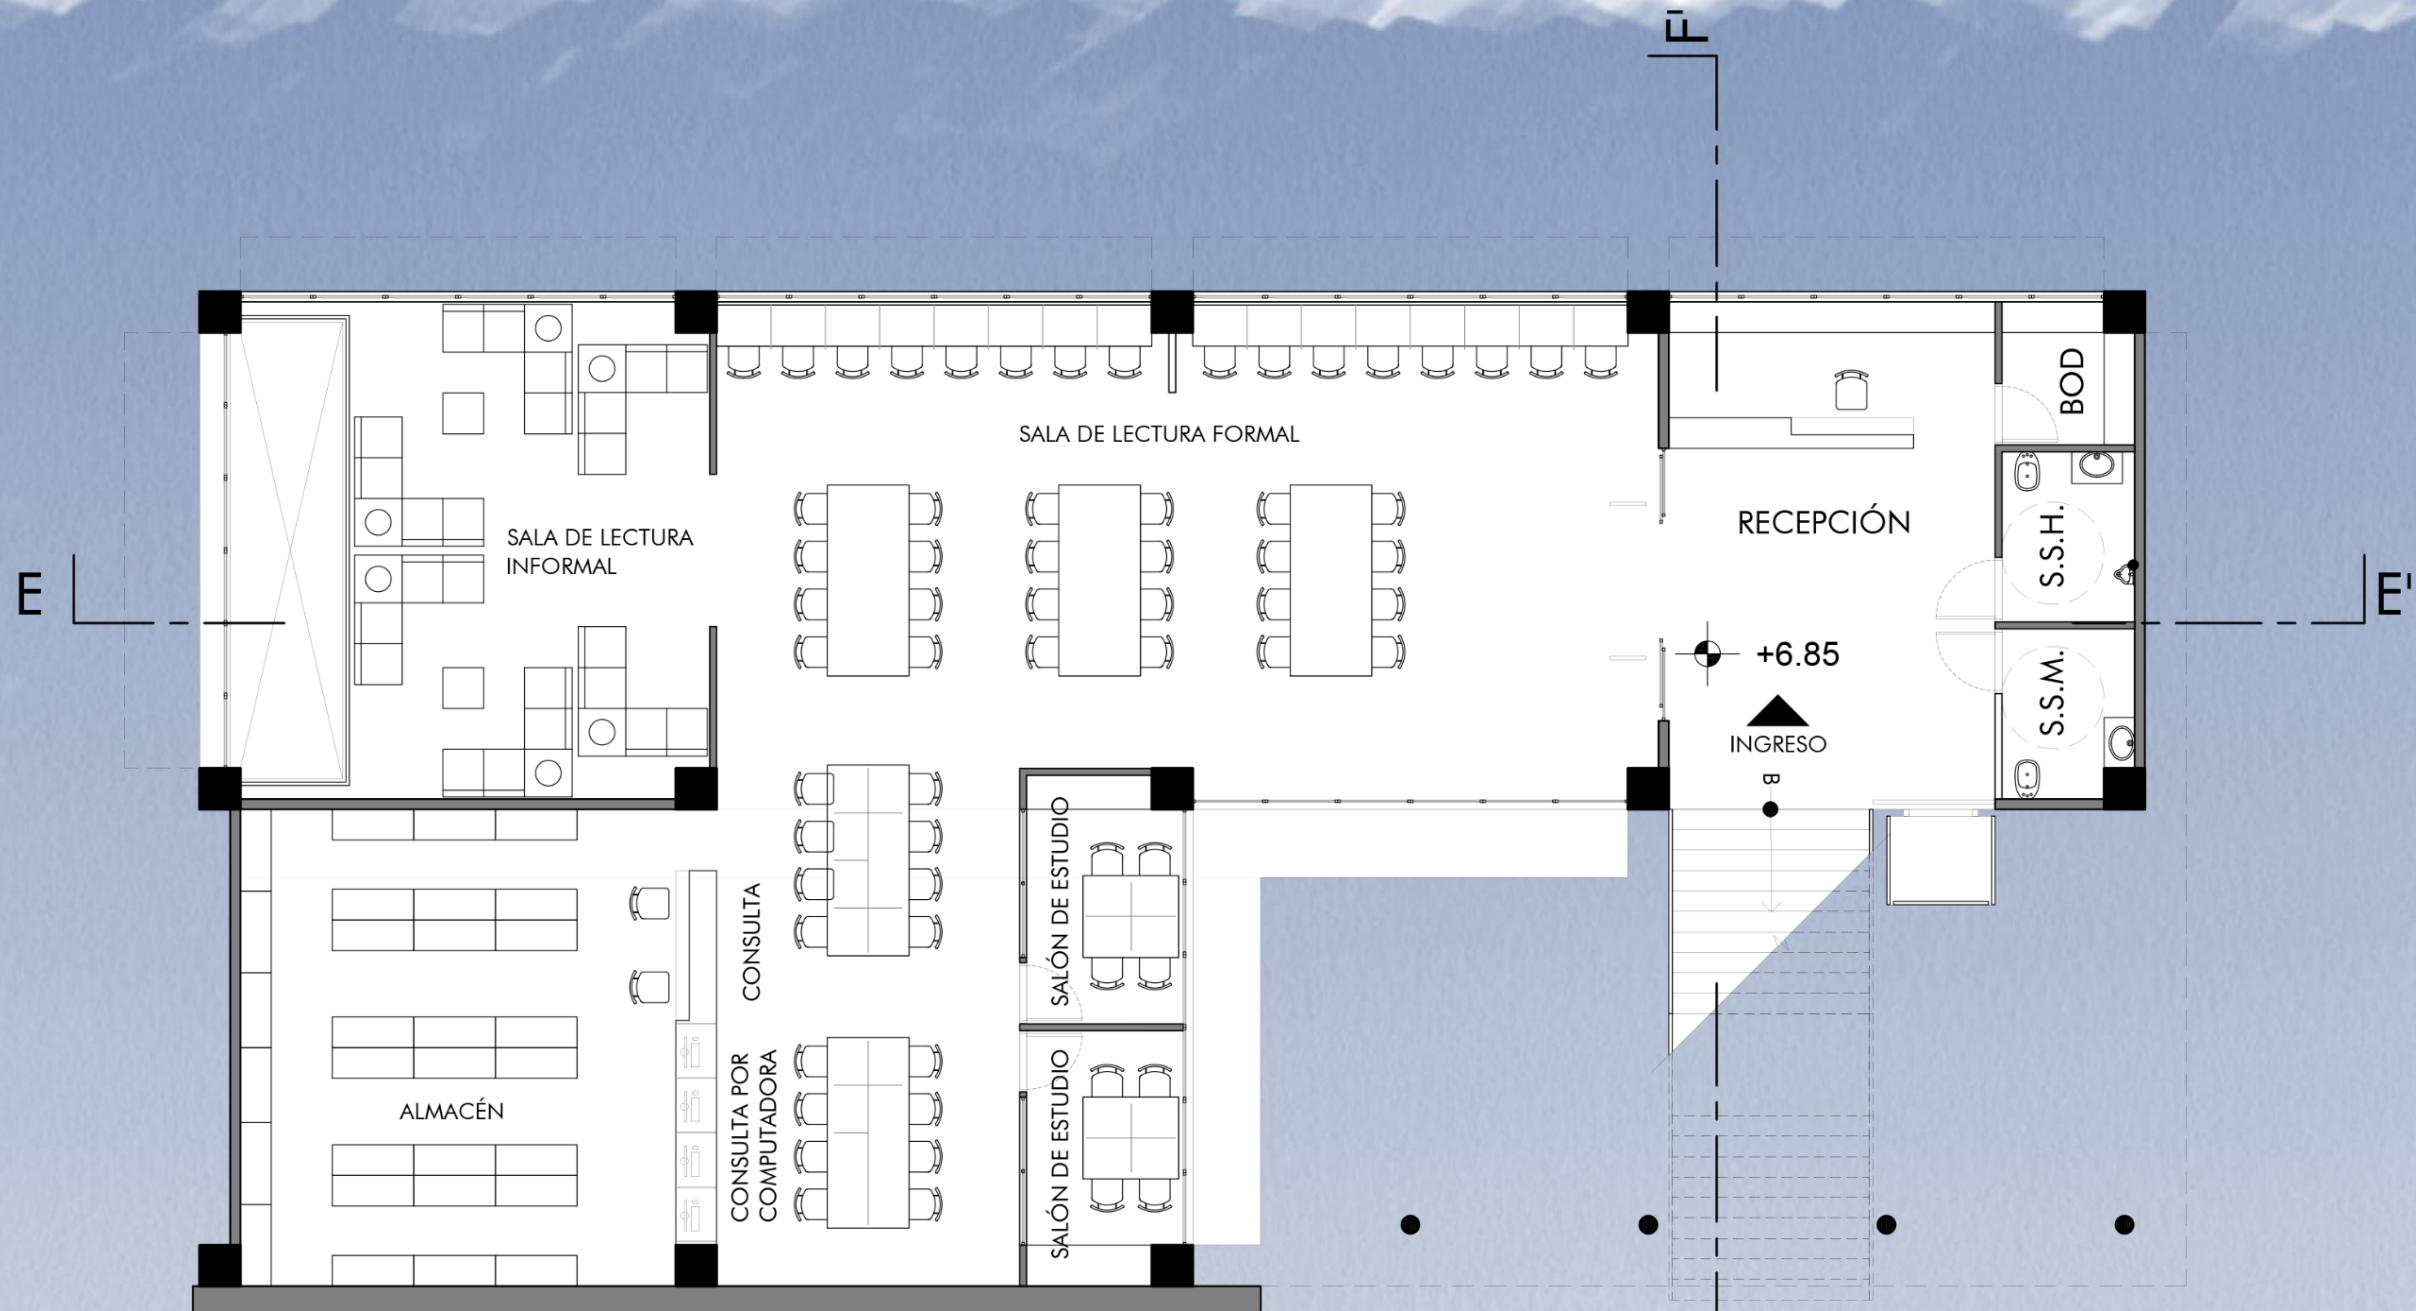 F'
BOD
SALA DE LECTURA FORMAL
RECEPCIÓN
SALA DE LECTURA
INFORMAL
S.S.H.
E
E'
+6.85
S.S.M.
INGRESO
B
SALÓN DE ESTUDIO
CONSULTA
ALMACÉN
CONSULTA POR
COMPUTADORA
SALÓN DE ESTUDIO